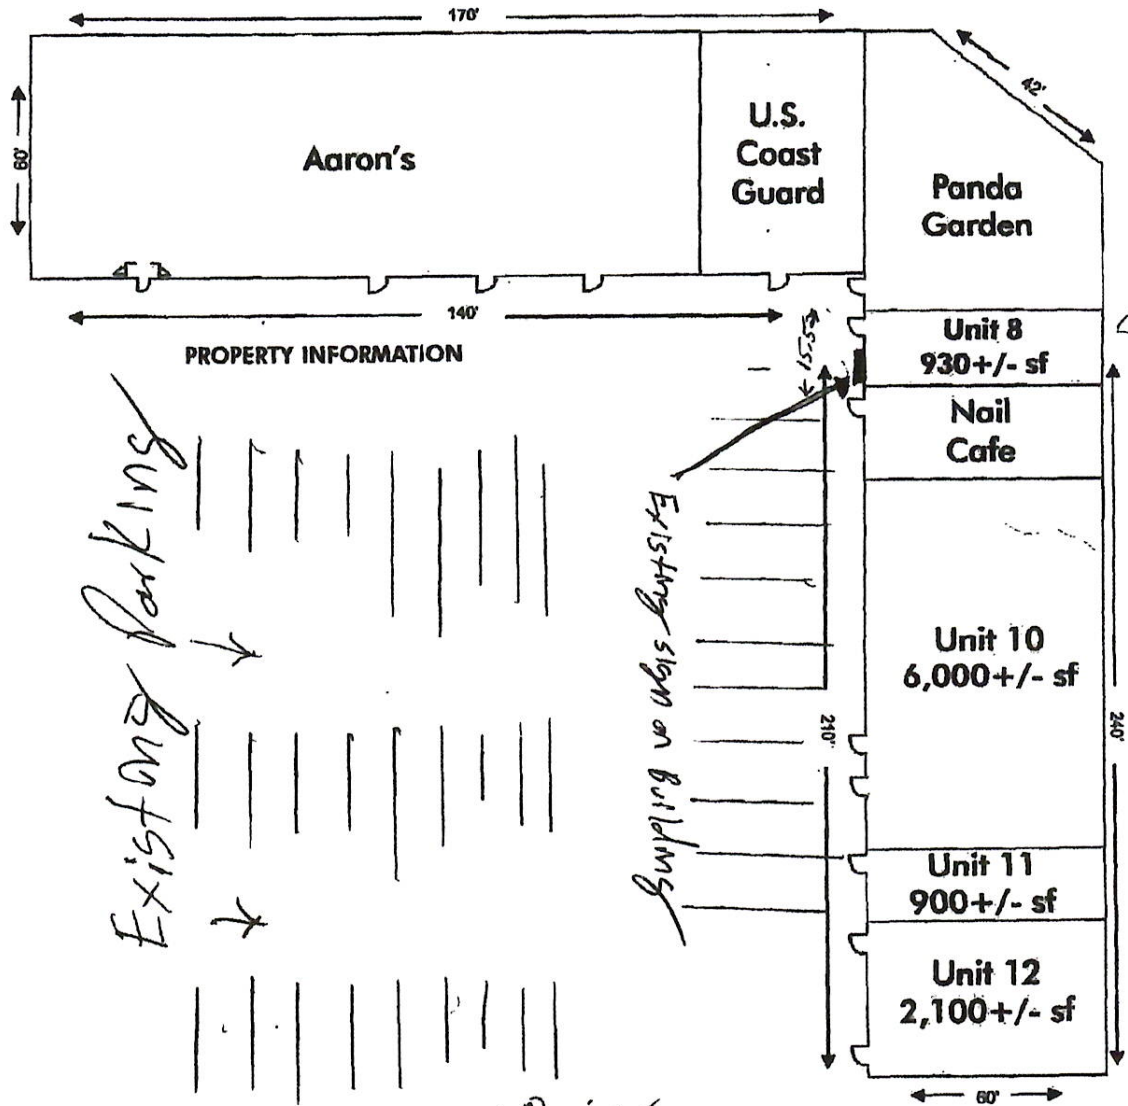 170'
42'
60'
Aaron's
U.S.
Coast
Guard
Panda
Garden
140'
PROPERTY INFORMATION
15.5'
Unit 8
930+/- sf
Nail
Cafe
Existing Parking
Existing sign on Building
Unit 10
6,000+/- sf
210'
240'
Unit 11
900+/- sf
Unit 12
2,100+/- sf
60'